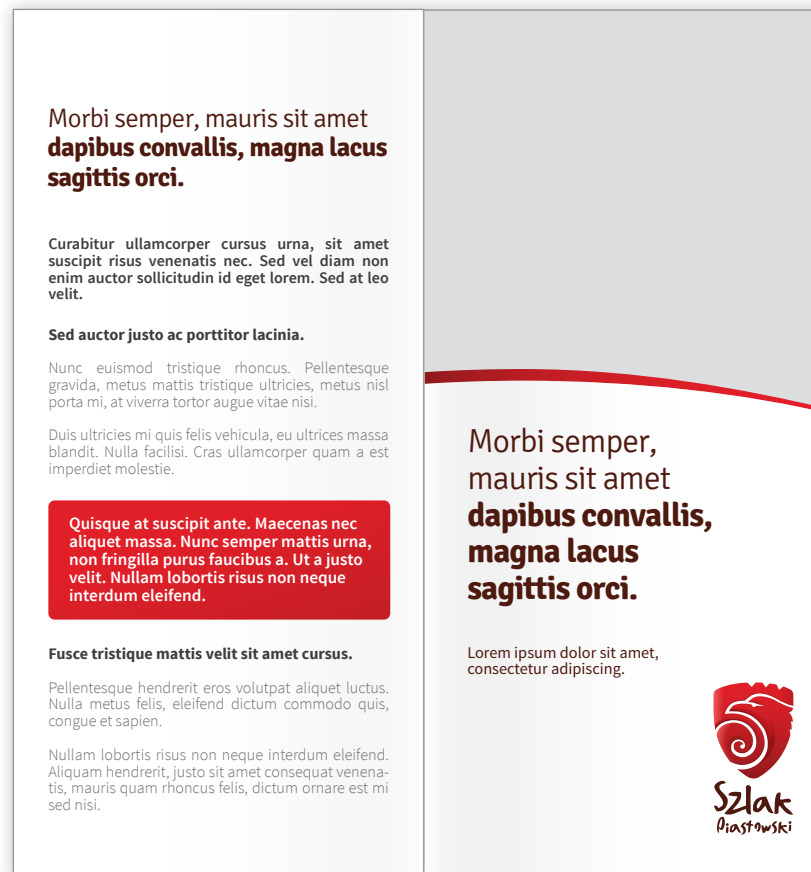 Morbi semper, mauris sit amet
dapibus convallis, magna lacus
sagittis orci.
Curabitur ullamcorper cursus urna, sit amet
suscipit risus venenatis nec. Sed vel diam non
enim auctor sollicitudin id eget lorem. Sed at leo
velit.
Sed auctor justo ac porttitor lacinia.
Nunc euismod tristique rhoncus. Pellentesque
gravida, metus mattis tristique ultricies, metus nisl
porta mi, at viverra tortor augue vitae nisi.
Duis ultricies mi quis felis vehicula, eu ultrices massa
blandit. Nulla facilisi. Cras ullamcorper quam a est
imperdiet molestie.
Quisque at suscipit ante. Maecenas nec
aliquet massa. Nunc semper mattis urna,
non fringilla purus faucibus a. Ut a justo
velit. Nullam lobortis risus non neque
interdum eleifend.
Fusce tristique mattis velit sit amet cursus.
Pellentesque hendrerit eros volutpat aliquet luctus.
Nulla metus felis, eleifend dictum commodo quis,
congue et sapien.
Nullam lobortis risus non neque interdum eleifend.
Aliquam hendrerit, justo sit amet consequat venena-
tis, mauris quam rhoncus felis, dictum ornare est mi
sed nisi.
Morbi semper,
mauris sit amet
dapibus convallis,
magna lacus
sagittis orci.
Lorem ipsum dolor sit amet,
consectetur adipiscing.
Szlak
Piastowski